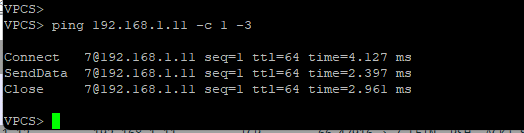 VPCS>
VPCS> ping 192.168.1.11 -c 1 -3
Connect 7@192.168.1.11 seq=1 ttl=64 time=4.127 ms
SendData 7@192.168.1.11 seq=1 ttl=64 time=2.397 ms
Close 7@192.168.1.11 seq=1 ttl=64 time=2.961 ms
VPCS>